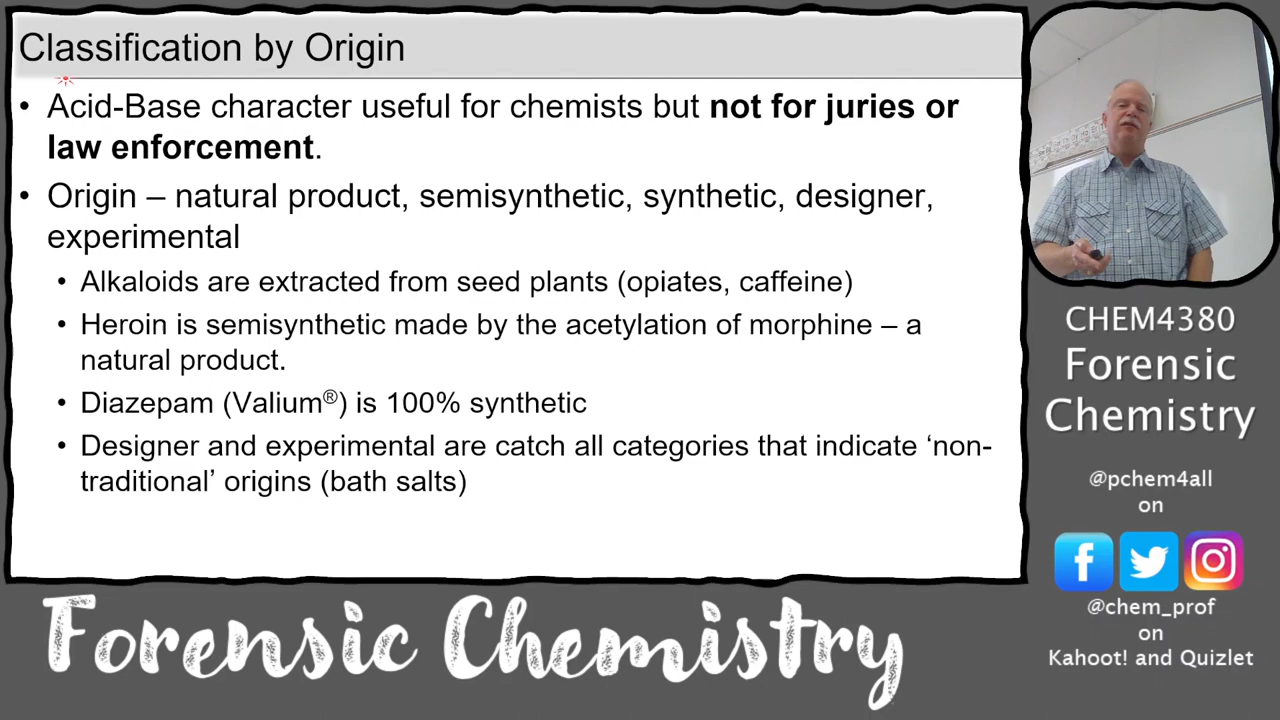 Classification by Origin
• Acid-Base character useful for chemists but not for juries or
law enforcement.
• Origin – natural product, semisynthetic, synthetic, designer,
experimental
• Alkaloids are extracted from seed plants (opiates, caffeine)
• Heroin is semisynthetic made by the acetylation of morphine – a
natural product.
• Diazepam (Valium®) is 100% synthetic
• Designer and experimental are catch all categories that indicate ‘non-
traditional’ origins (bath salts)
CHEM4380
Forensic
Chemistry
@pchem4all
on
@chem_prof
on
Kahoot! and Quizlet
Forensic Chemistry